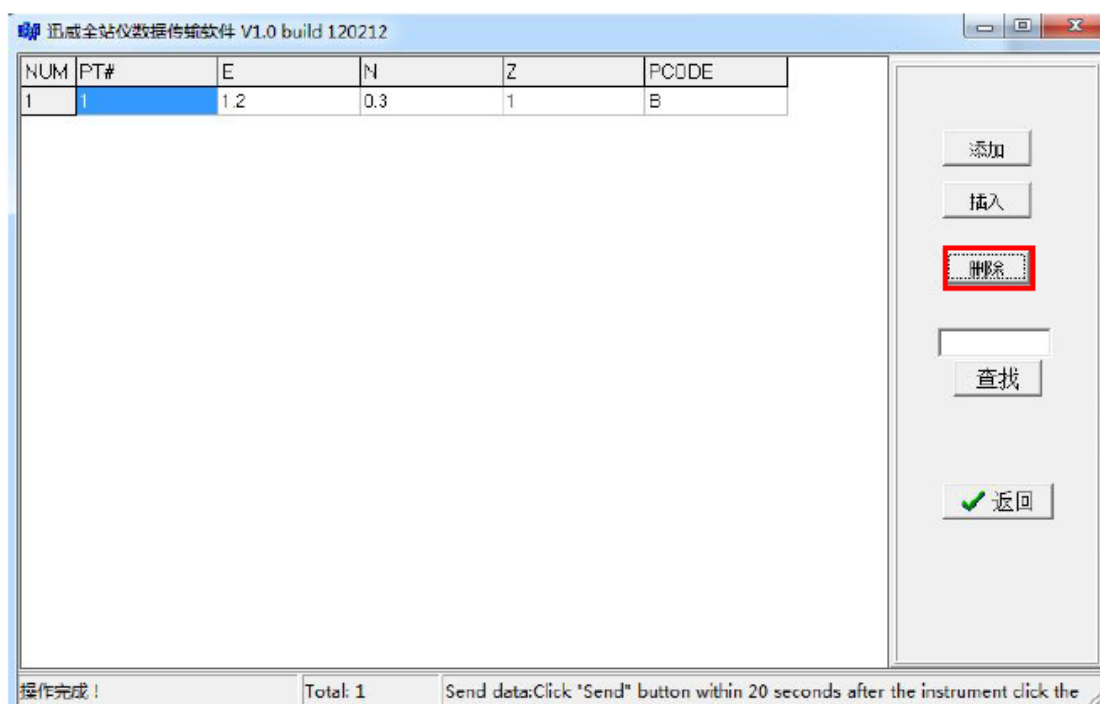 迅威全站仪数据传输软件 V1.0 build 120212
NUM PT# E N Z PCODE
1 1 1.2 0.3 1 B
添加
插入
删除
查找
返回
操作完成！ Total: 1 Send data:Click "Send" button within 20 seconds after the instrument click the